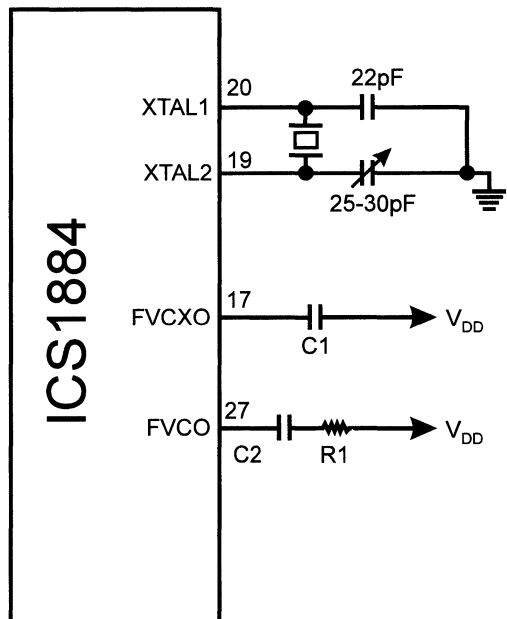 20
22pF
XTAL1
19
XTAL2
25-30pF
ICS1884
17
FVCXO
VDD
C1
27
FVCO
VDD
C2
R1